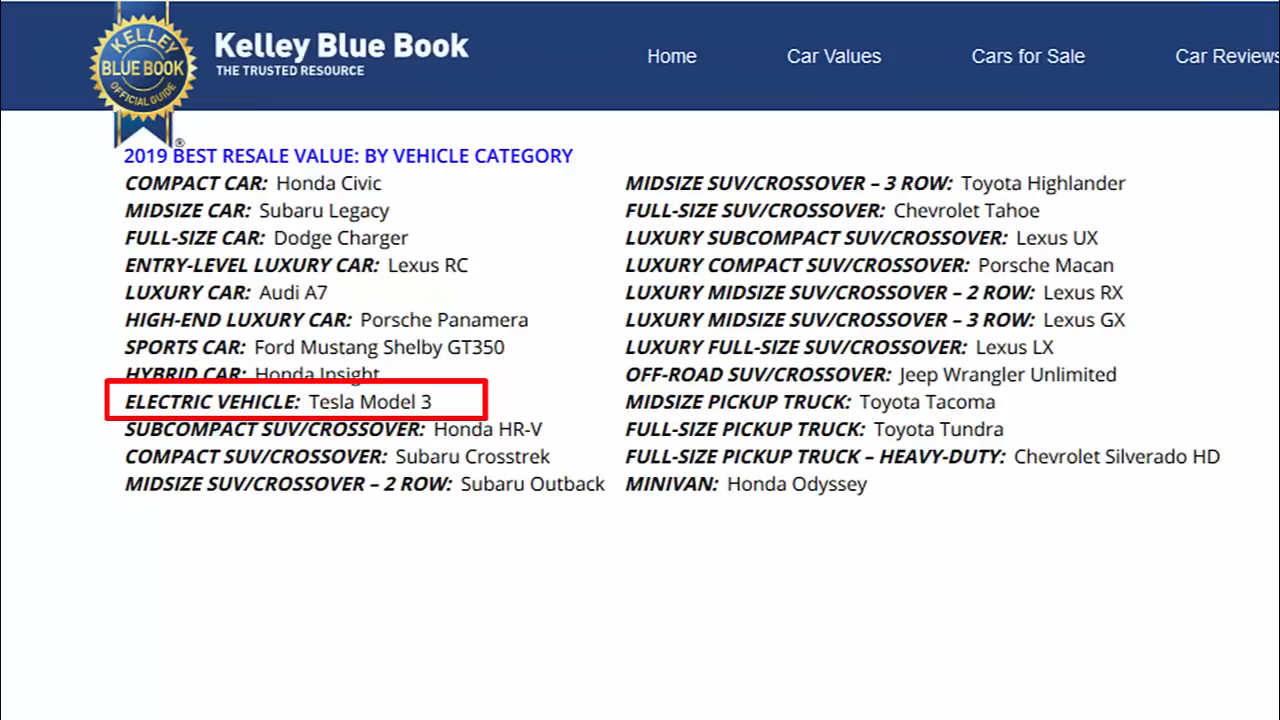 KELLEY
BLUE BOOK
OFFICIAL GUIDE
®
Kelley Blue Book
THE TRUSTED RESOURCE
Home
Car Values
Cars for Sale
Car Reviews
2019 BEST RESALE VALUE: BY VEHICLE CATEGORY
COMPACT CAR: Honda Civic
MIDSIZE CAR: Subaru Legacy
FULL-SIZE CAR: Dodge Charger
ENTRY-LEVEL LUXURY CAR: Lexus RC
LUXURY CAR: Audi A7
HIGH-END LUXURY CAR: Porsche Panamera
SPORTS CAR: Ford Mustang Shelby GT350
HYBRID CAR: Honda Insight
ELECTRIC VEHICLE: Tesla Model 3
SUBCOMPACT SUV/CROSSOVER: Honda HR-V
COMPACT SUV/CROSSOVER: Subaru Crosstrek
MIDSIZE SUV/CROSSOVER – 2 ROW: Subaru Outback
MIDSIZE SUV/CROSSOVER – 3 ROW: Toyota Highlander
FULL-SIZE SUV/CROSSOVER: Chevrolet Tahoe
LUXURY SUBCOMPACT SUV/CROSSOVER: Lexus UX
LUXURY COMPACT SUV/CROSSOVER: Porsche Macan
LUXURY MIDSIZE SUV/CROSSOVER – 2 ROW: Lexus RX
LUXURY MIDSIZE SUV/CROSSOVER – 3 ROW: Lexus GX
LUXURY FULL-SIZE SUV/CROSSOVER: Lexus LX
OFF-ROAD SUV/CROSSOVER: Jeep Wrangler Unlimited
MIDSIZE PICKUP TRUCK: Toyota Tacoma
FULL-SIZE PICKUP TRUCK: Toyota Tundra
FULL-SIZE PICKUP TRUCK – HEAVY-DUTY: Chevrolet Silverado HD
MINIVAN: Honda Odyssey